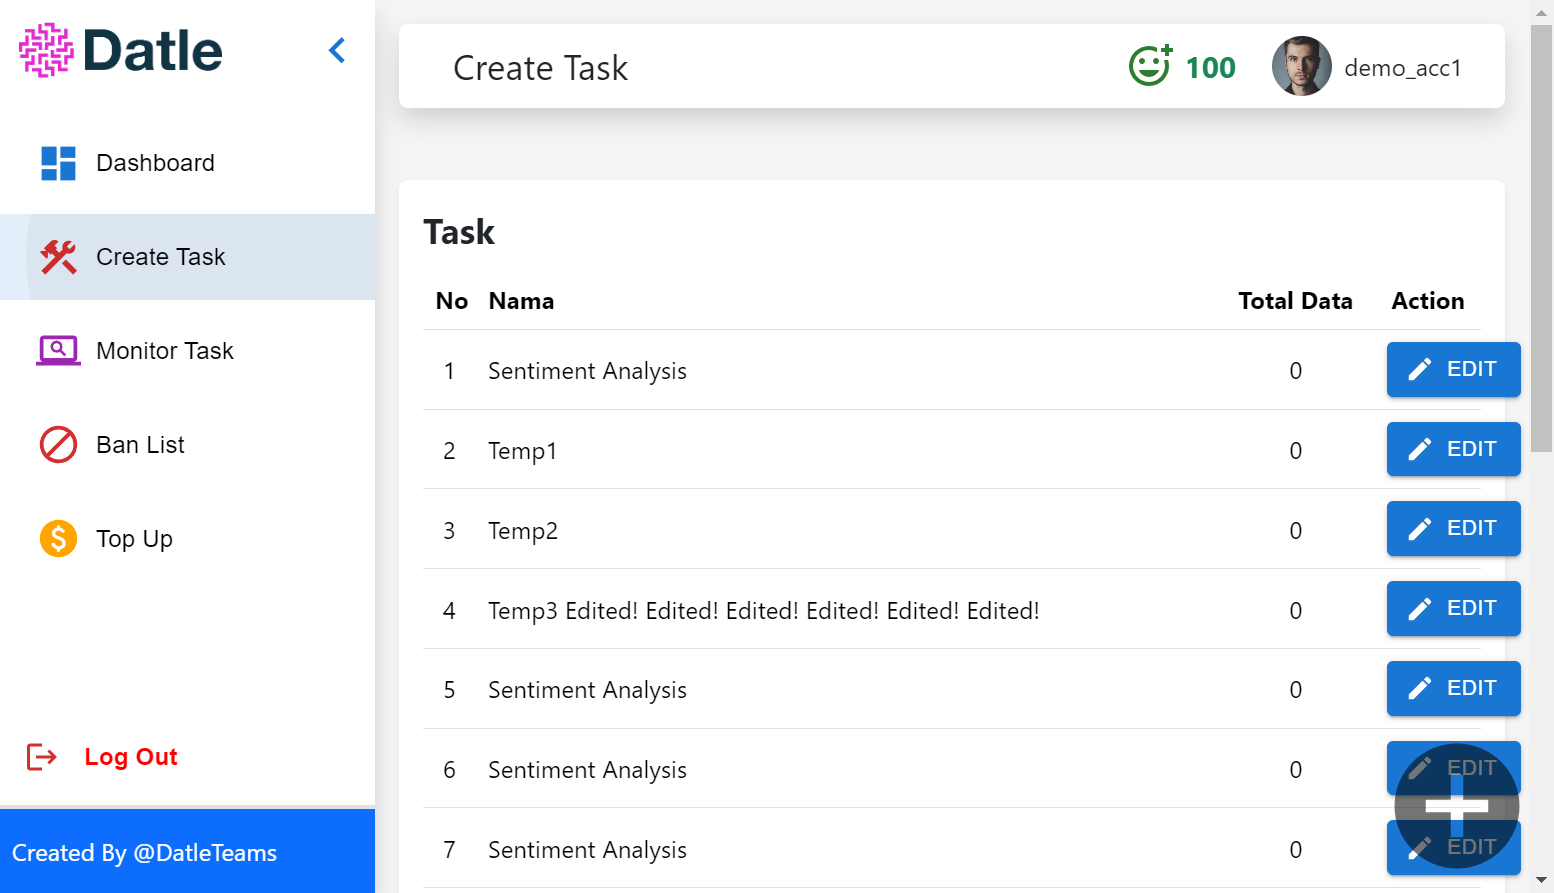 Datle
Dashboard
Create Task
Monitor Task
Ban List
Top Up
Log Out
Created By @DatleTeams
Create Task
100
demo_acc1
Task
No Nama Total Data Action
1 Sentiment Analysis 0 EDIT
2 Temp1 0 EDIT
3 Temp2 0 EDIT
4 Temp3 Edited! Edited! Edited! Edited! Edited! Edited! 0 EDIT
5 Sentiment Analysis 0 EDIT
6 Sentiment Analysis 0 EDIT
7 Sentiment Analysis 0 EDIT